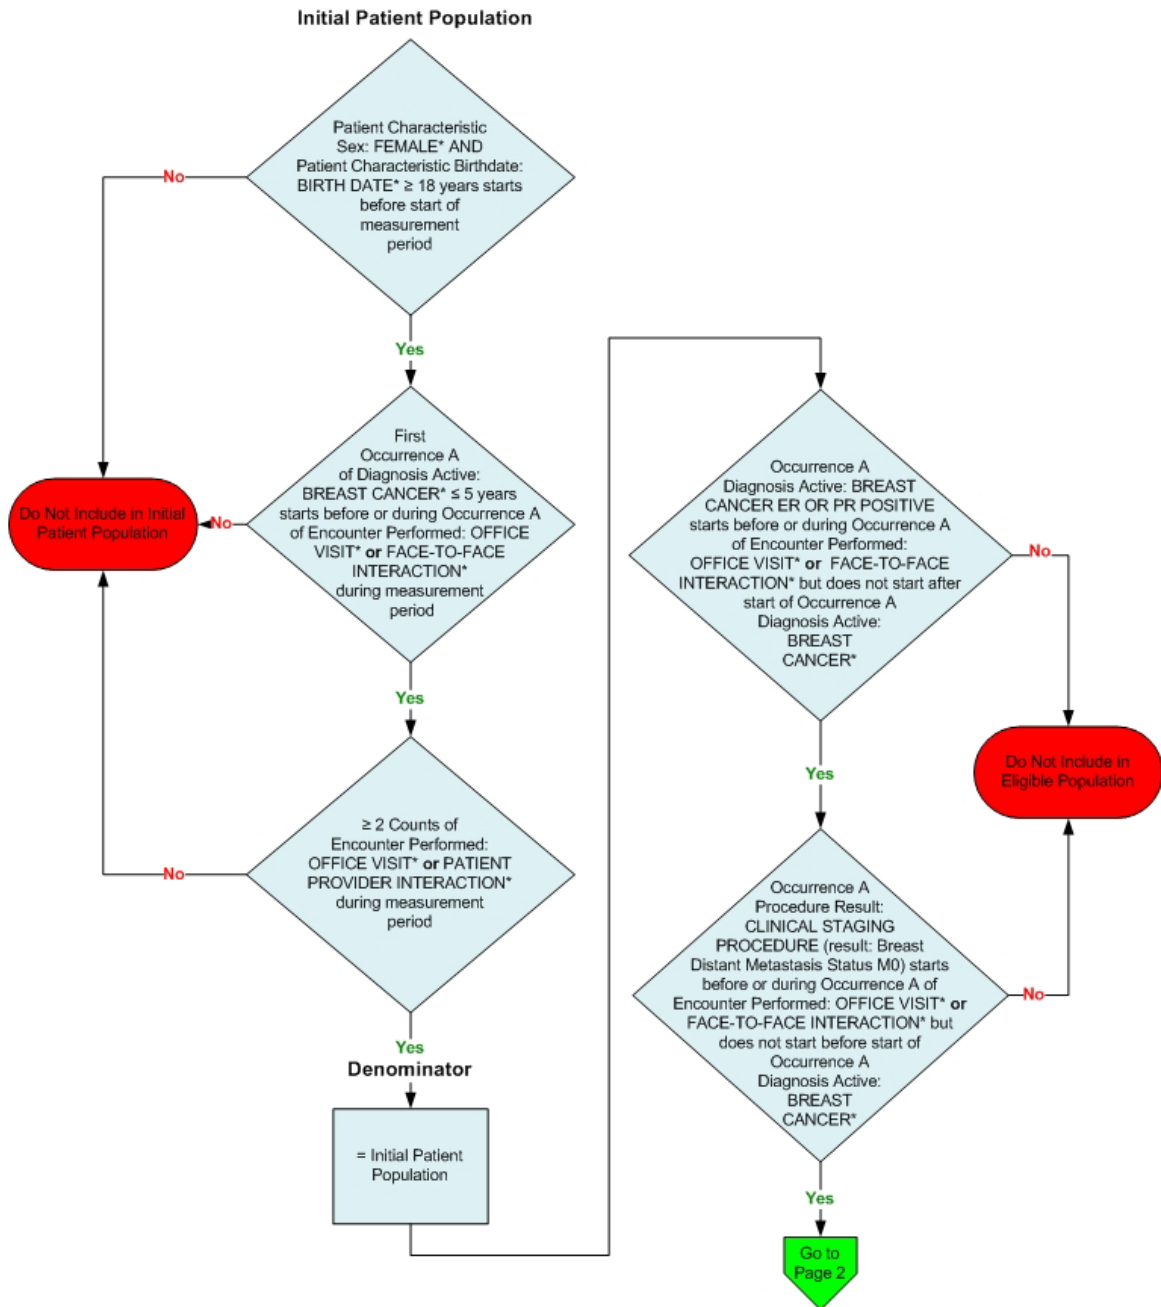 Initial Patient Population
Patient Characteristic
Sex: FEMALE* AND
Patient Characteristic Birthdate:
BIRTH DATE* ≥ 18 years starts
before start of
measurement
period
No
Yes
First
Occurrence A
of Diagnosis Active:
BREAST CANCER* ≤ 5 years
starts before or during Occurrence A
of Encounter Performed: OFFICE
VISIT* or FACE-TO-FACE
INTERACTION*
during measurement
period
No
Do Not Include in Initial
Patient Population
Yes
≥ 2 Counts of
Encounter Performed:
OFFICE VISIT* or PATIENT
PROVIDER INTERACTION*
during measurement
period
No
Yes
Denominator
= Initial Patient
Population
Occurrence A
Diagnosis Active: BREAST
CANCER ER OR PR POSITIVE
starts before or during Occurrence A
of Encounter Performed:
OFFICE VISIT* or FACE-TO-FACE
INTERACTION* but does not start after
start of Occurrence A
Diagnosis Active:
BREAST
CANCER*
No
Yes
Do Not Include in
Eligible Population
Occurrence A
Procedure Result:
CLINICAL STAGING
PROCEDURE (result: Breast
Distant Metastasis Status M0) starts
before or during Occurrence A of
Encounter Performed: OFFICE VISIT* or
FACE-TO-FACE INTERACTION* but
does not start before start of
Occurrence A
Diagnosis Active:
BREAST
CANCER*
No
Yes
Go to
Page 2